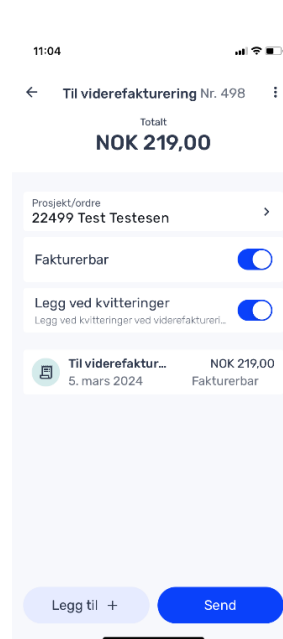 11:04
Til viderefakturering Nr. 498
Totalt
NOK 219,00
Prosjekt/ordre
22499 Test Testesen
Fakturerbar
Legg ved kvitteringer
Legg ved kvitteringer ved viderefaktureri...
Til viderefaktur... NOK 219,00
5. mars 2024 Fakturerbar
Legg til +
Send